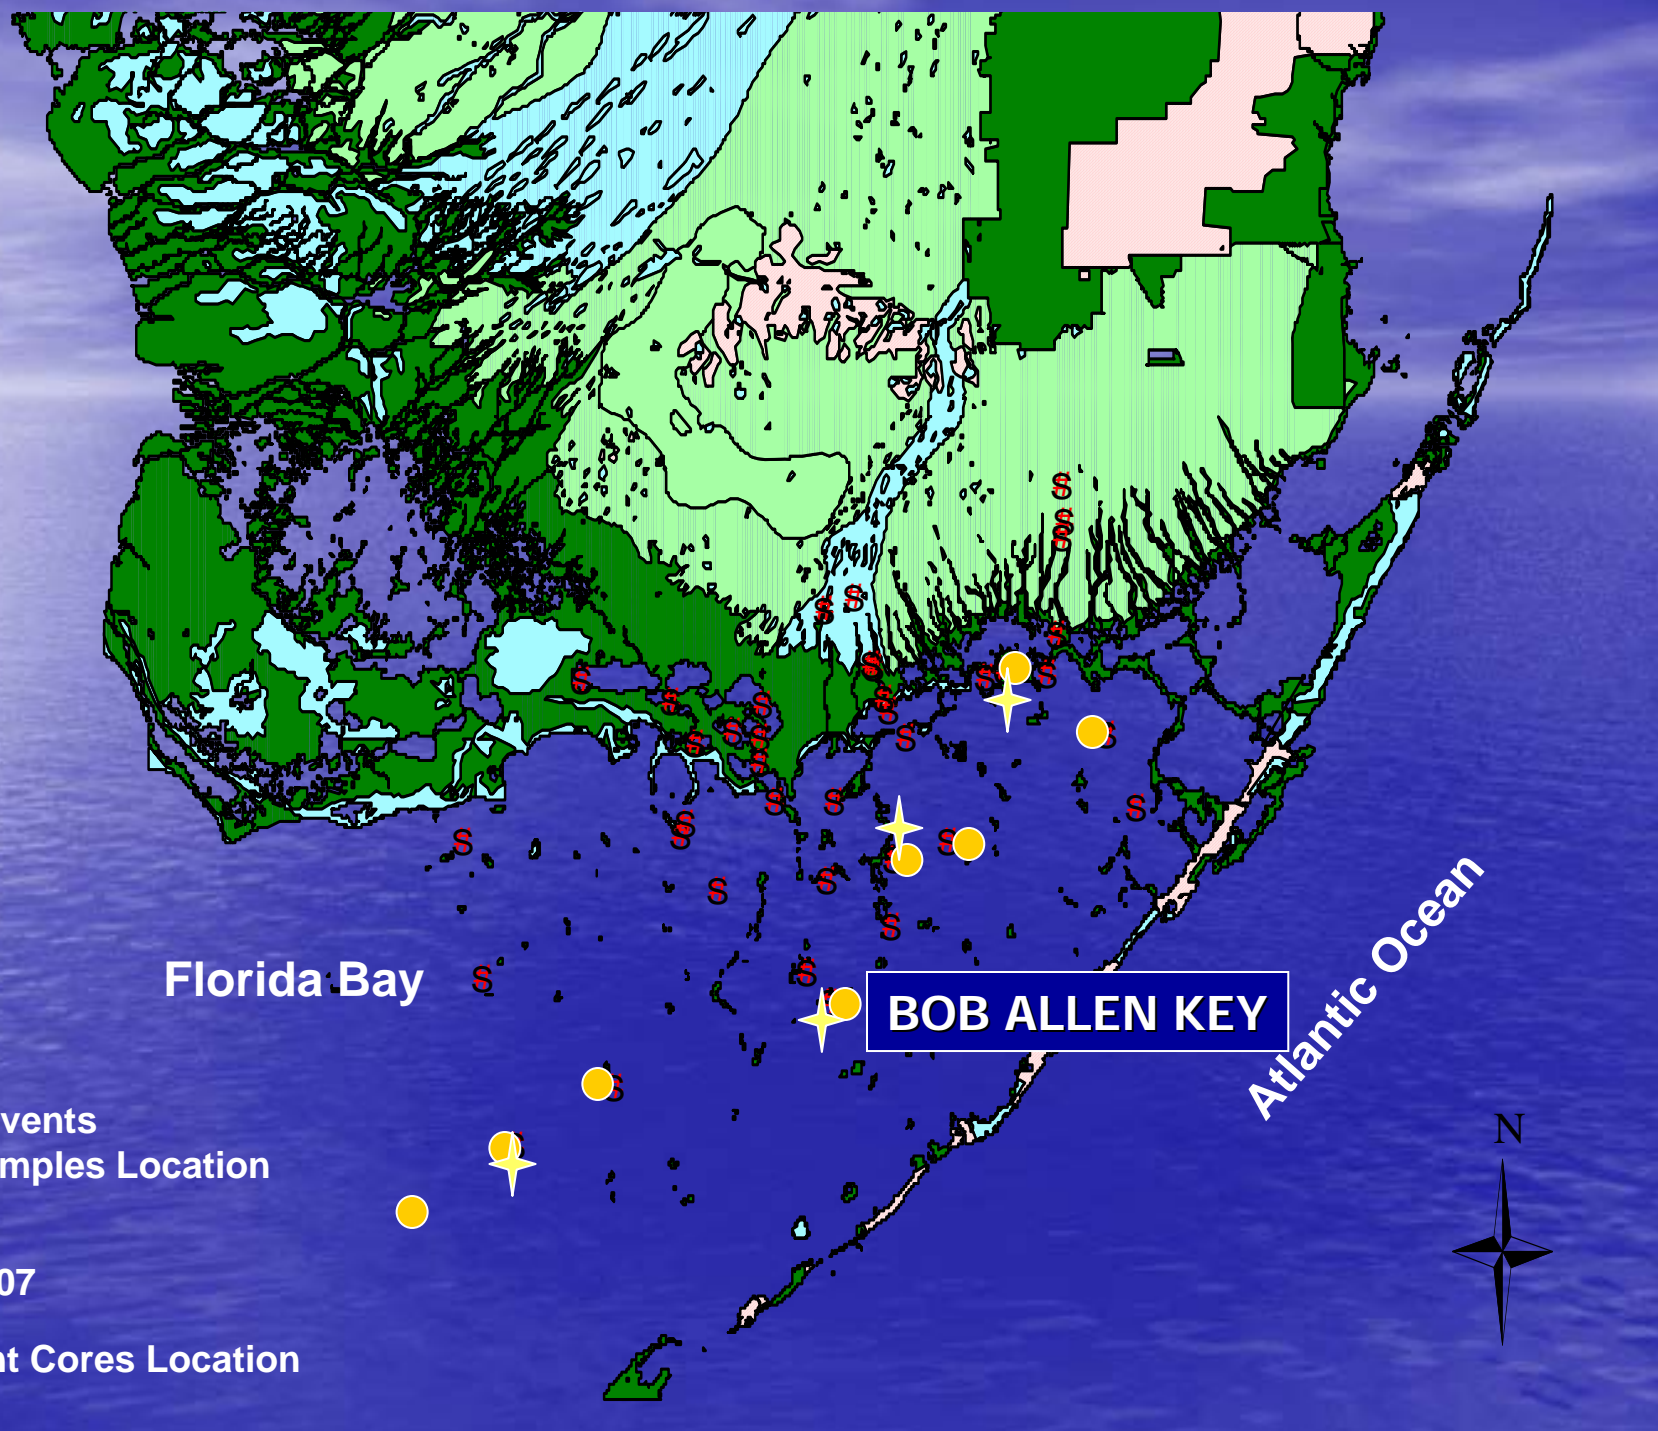 Florida Bay
BOB ALLEN KEY
Atlantic Ocean
vents
mples Location
N
07
nt Cores Location